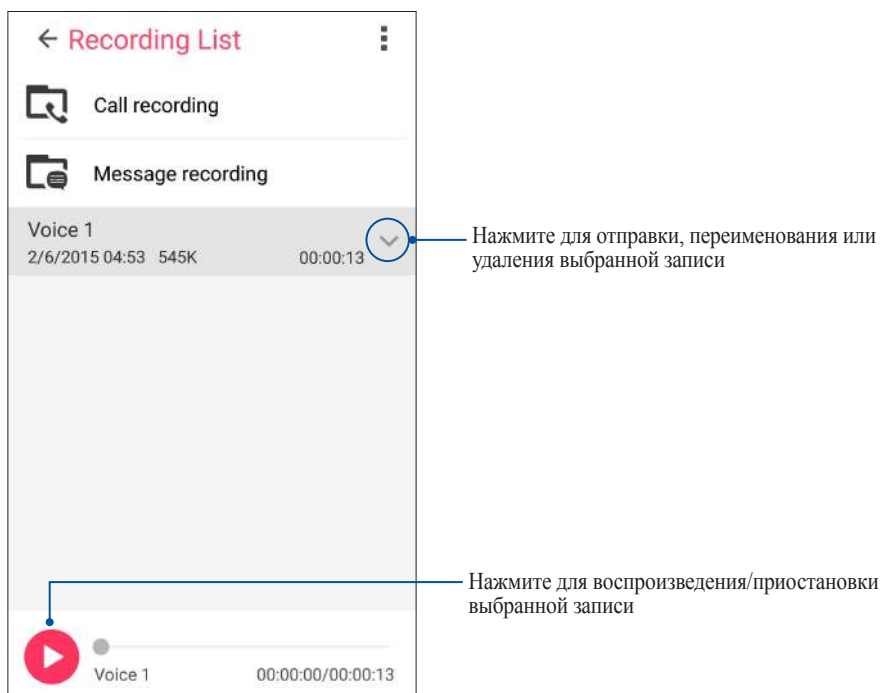 Recording List
Call recording
Message recording
Voice 1
2/6/2015 04:53 545K 00:00:13
Нажмите для отправки, переименования или
удаления выбранной записи
Нажмите для воспроизведения/приостановки
выбранной записи
Voice 1 00:00:00/00:00:13